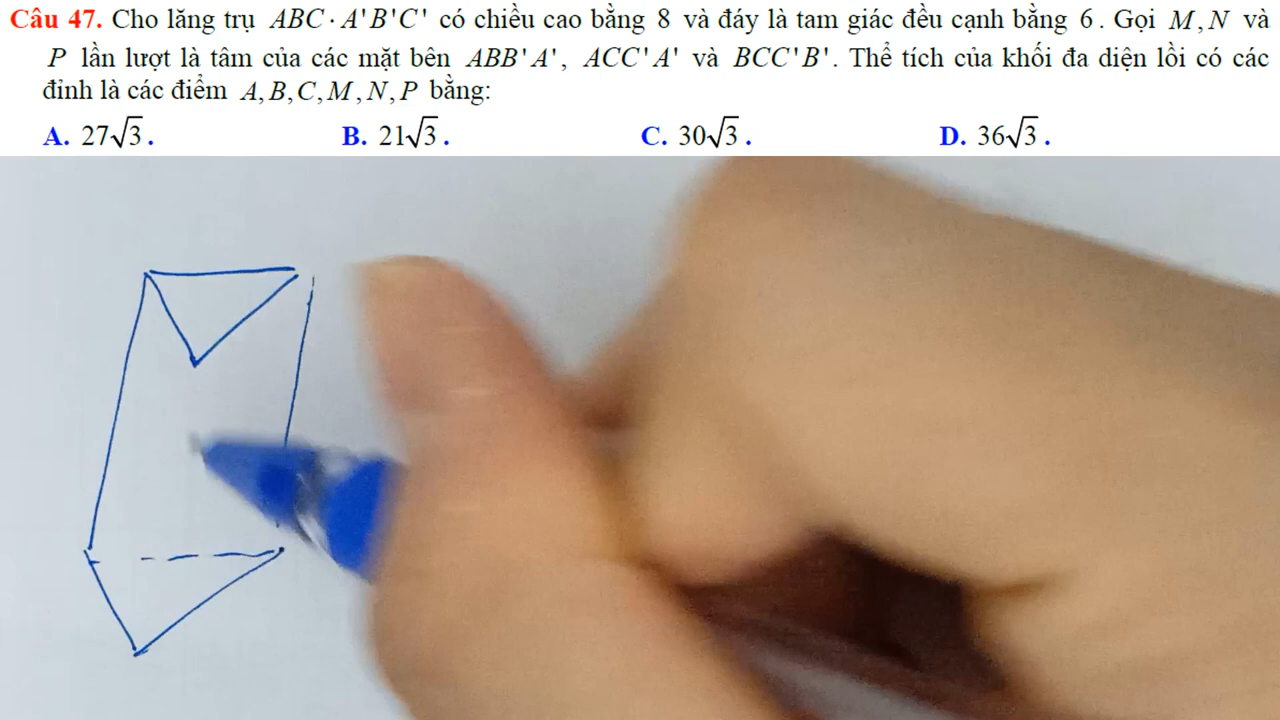 Câu 47. Cho lăng trụ ABC·A'B'C' có chiều cao bằng 8 và đáy là tam giác đều cạnh bằng 6. Gọi M,N và
P lần lượt là tâm của các mặt bên ABB'A', ACC'A' và BCC'B'. Thể tích của khối đa diện lồi có các
đỉnh là các điểm A,B,C,M,N,P bằng:
A. 27√3. B. 21√3. C. 30√3. D. 36√3.